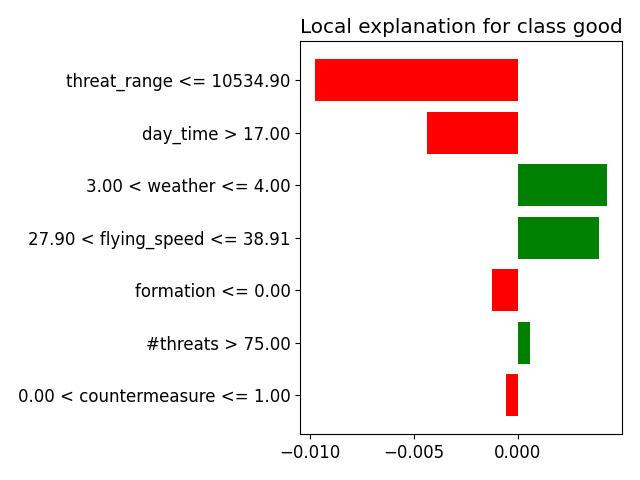 Local explanation for class good
threat_range <= 10534.90
day_time > 17.00
3.00 < weather <= 4.00
27.90 < flying_speed <= 38.91
formation <= 0.00
#threats > 75.00
0.00 < countermeasure <= 1.00
−0.010 −0.005 0.000